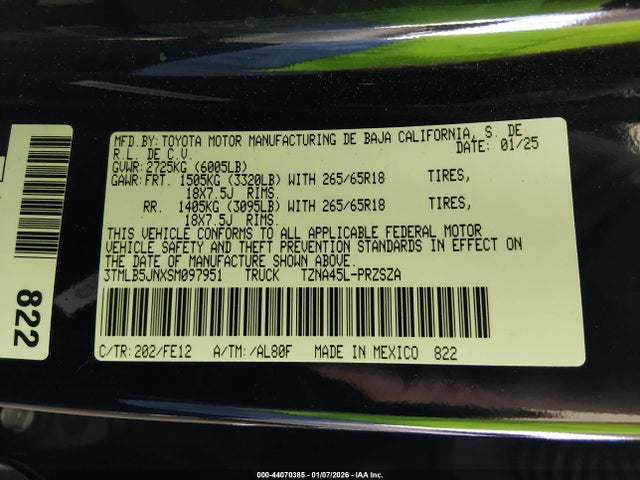 MFD.BY: TOYOTA MOTOR MANUFACTURING DE BAJA CALIFORNIA, S. DE
R.L. DE C.V. DATE: 01/25
GVWR: 2725KG (6005LB)
GAWR: FRT. 1505KG (3320LB) WITH 265/65R18 TIRES,
18X7.5J RIMS.
RR. 1405KG (3095LB) WITH 265/65R18 TIRES,
18X7.5J RIMS.
THIS VEHICLE CONFORMS TO ALL APPLICABLE FEDERAL MOTOR
VEHICLE SAFETY AND THEFT PREVENTION STANDARDS IN EFFECT ON
THE DATE OF MANUFACTURE SHOWN ABOVE.
3TMLB5JNXSM097951 TRUCK TZNA45L-PRZSZA
C/TR: 202/FE12 A/TM: /AL80F MADE IN MEXICO 822
822
000-44070385 - 01/07/2026 - IAA Inc.